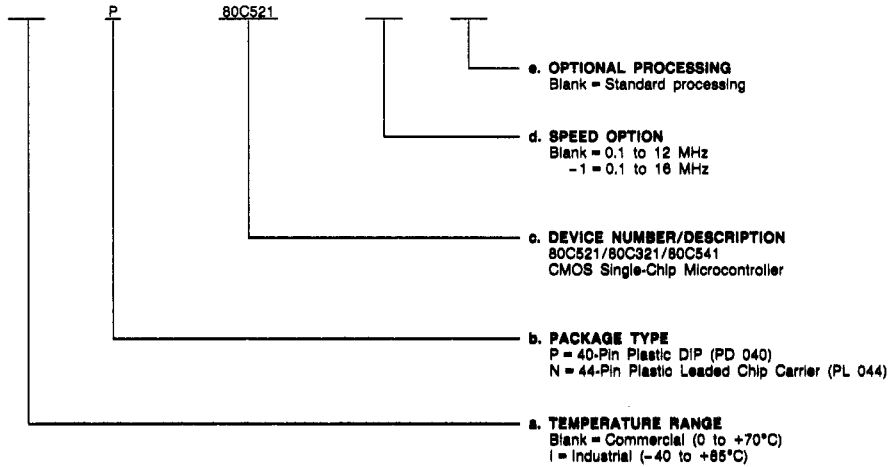 P 80C521
e. OPTIONAL PROCESSING
Blank = Standard processing
d. SPEED OPTION
Blank = 0.1 to 12 MHz
-1 = 0.1 to 16 MHz
c. DEVICE NUMBER/DESCRIPTION
80C521/80C321/80C541
CMOS Single-Chip Microcontroller
b. PACKAGE TYPE
P = 40-Pin Plastic DIP (PD 040)
N = 44-Pin Plastic Leaded Chip Carrier (PL 044)
a. TEMPERATURE RANGE
Blank = Commercial (0 to +70°C)
I = Industrial (-40 to +85°C)